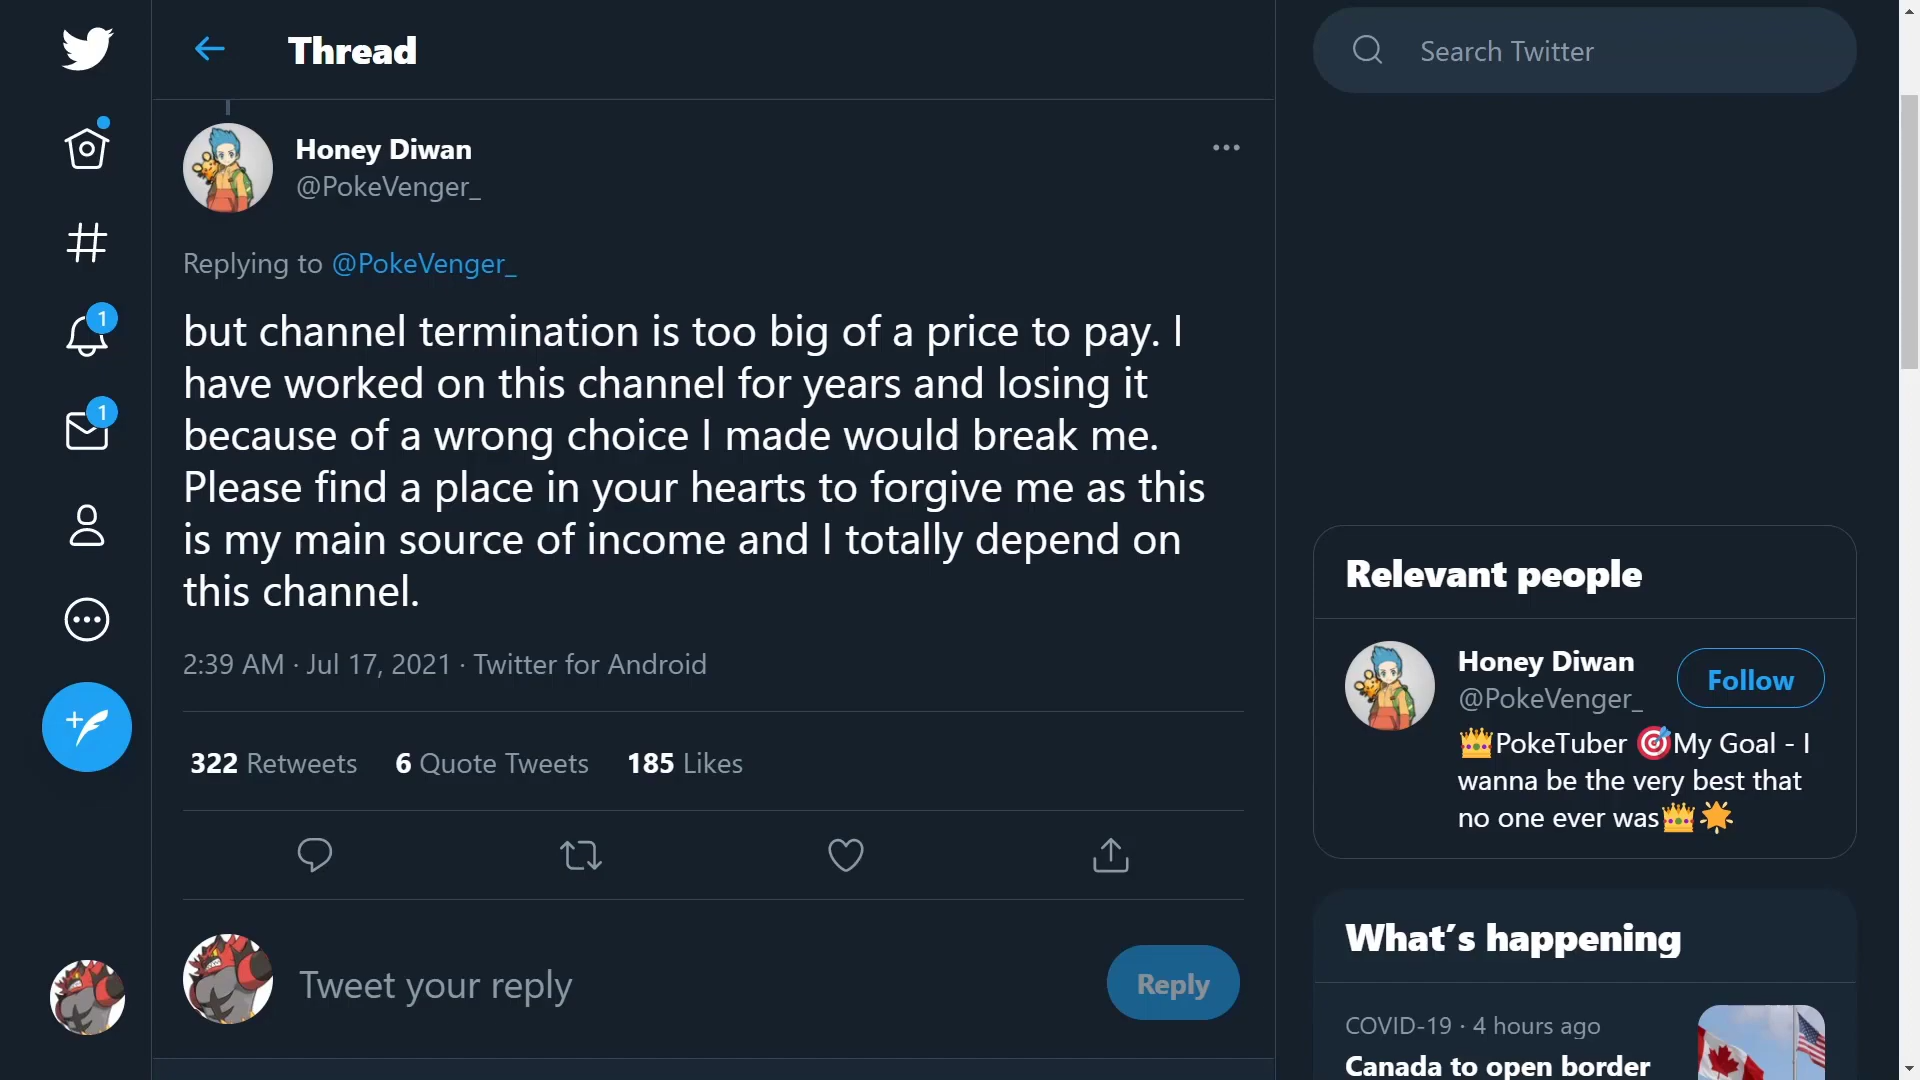 Thread
Search Twitter
Honey Diwan
@PokeVenger_
Replying to @PokeVenger_
but channel termination is too big of a price to pay. I
have worked on this channel for years and losing it
because of a wrong choice I made would break me.
Please find a place in your hearts to forgive me as this
is my main source of income and I totally depend on
this channel.
2:39 AM · Jul 17, 2021 · Twitter for Android
322 Retweets 6 Quote Tweets 185 Likes
Tweet your reply
Reply
1
1
Relevant people
Honey Diwan
@PokeVenger_
Follow
👑PokeTuber 🎯My Goal - I
wanna be the very best that
no one ever was👑🌟
What's happening
COVID-19 · 4 hours ago
Canada to open border